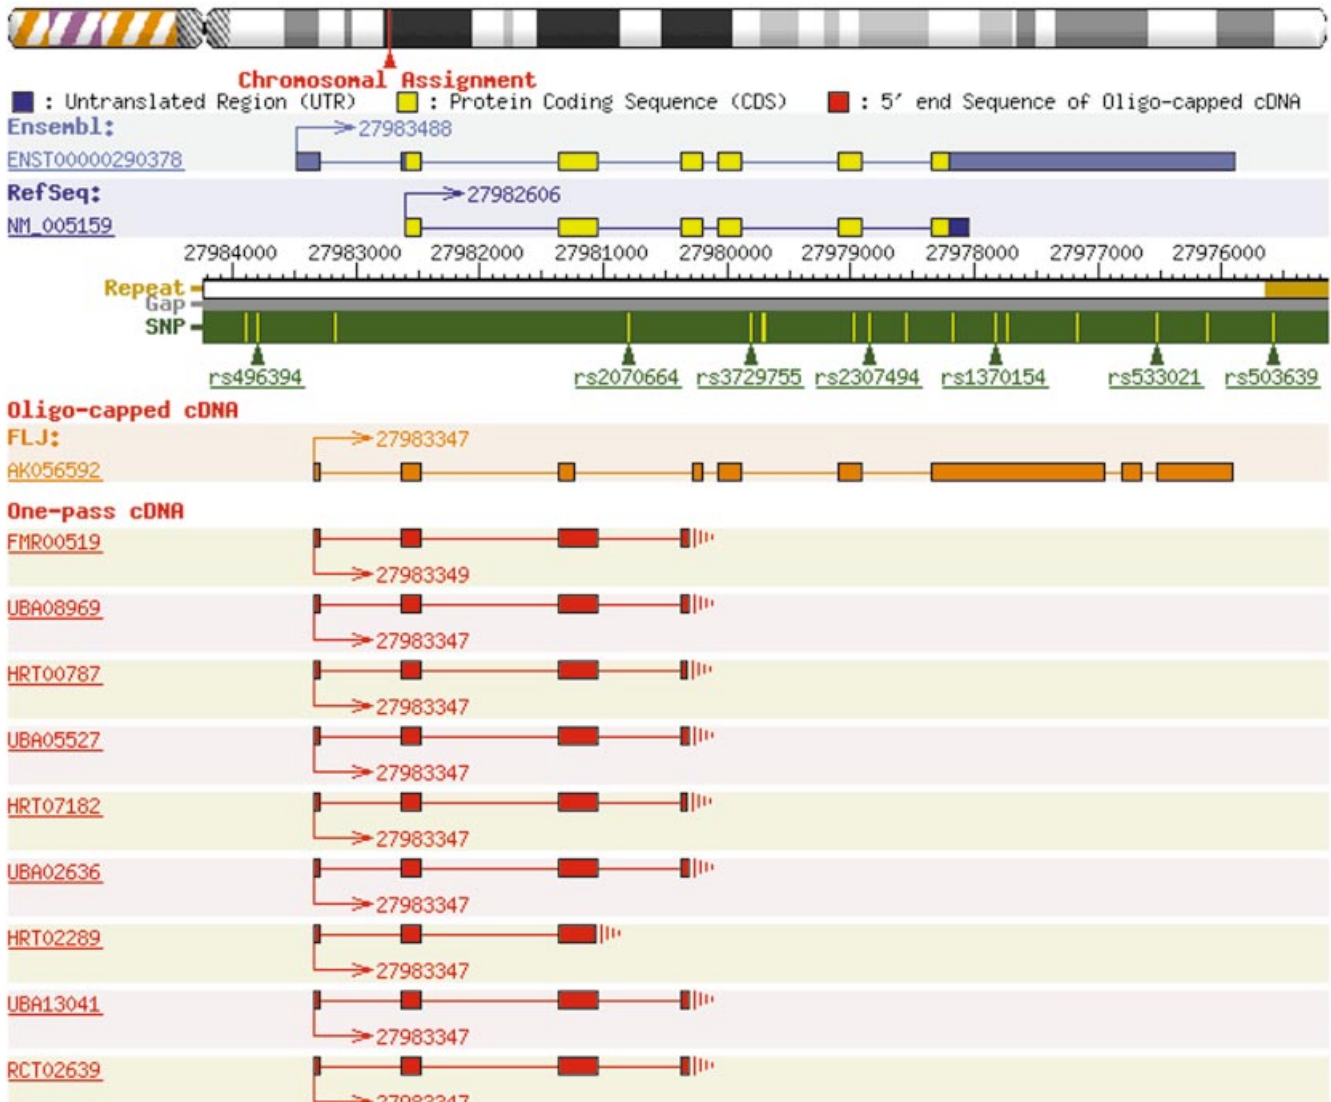 Chromosomal Assignment
: Untranslated Region (UTR) : Protein Coding Sequence (CDS) : 5' end Sequence of Oligo-capped cDNA
Ensembl:
27983488
ENST00000290378
RefSeq:
27982606
NM_005159
27984000 27983000 27982000 27981000 27980000 27979000 27978000 27977000 27976000
Repeat
Gap
SNP
rs496394 rs2070664 rs3729755 rs2307494 rs1370154 rs533021 rs503639
Oligo-capped cDNA
FLJ:
27983347
AK056592
One-pass cDNA
FMR00519
27983349
UBA08969
27983347
HRT00787
27983347
UBA05527
27983347
HRT07182
27983347
UBA02636
27983347
HRT02289
27983347
UBA13041
27983347
RCT02639
27983347